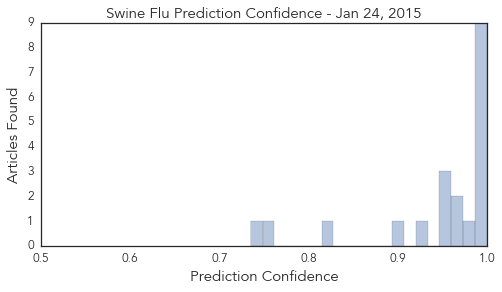 Swine Flu Prediction Confidence - Jan 24, 2015
Articles Found
9
8
7
6
5
4
3
2
1
0
0.5 0.6 0.7 0.8 0.9 1.0
Prediction Confidence